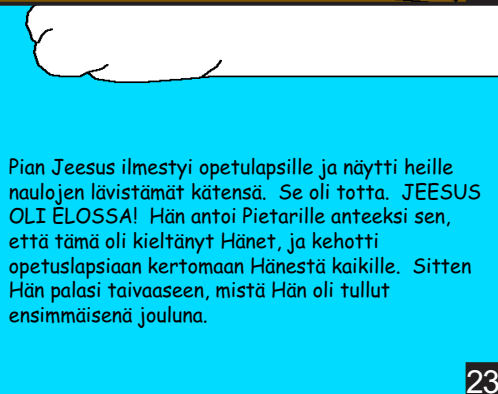 Pian Jeesus ilmestyi opetulapsille ja näytti heille
naulojen lävistämät kätensä. Se oli totta. JEESUS
OLI ELOSSA! Hän antoi Pietarille anteeksi sen,
että tämä oli kieltänyt Hänet, ja kehotti
opetuslapsiaan kertomaan Hänestä kaikille. Sitten
Hän palasi taivaaseen, mistä Hän oli tullut
ensimmäisenä jouluna.
23